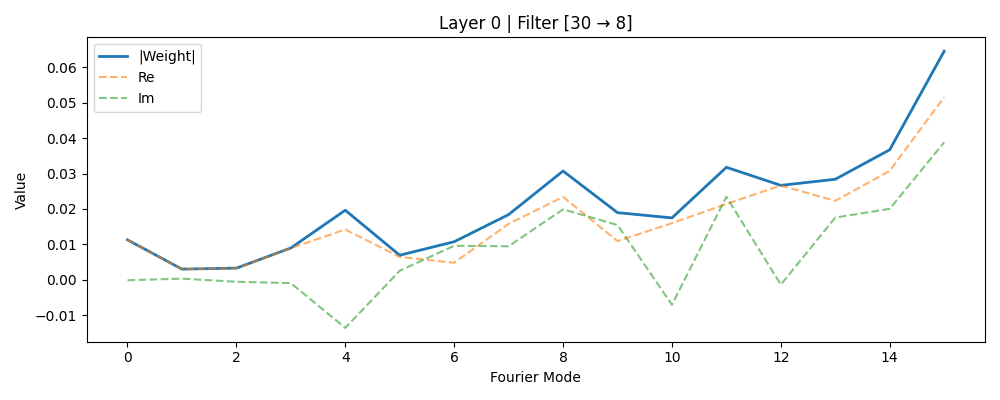 Layer 0 | Filter [30 → 8]
|Weight|
Re
Im
0.06
0.05
0.04
0.03
0.02
0.01
0.00
−0.01
Value
0 2 4 6 8 10 12 14
Fourier Mode